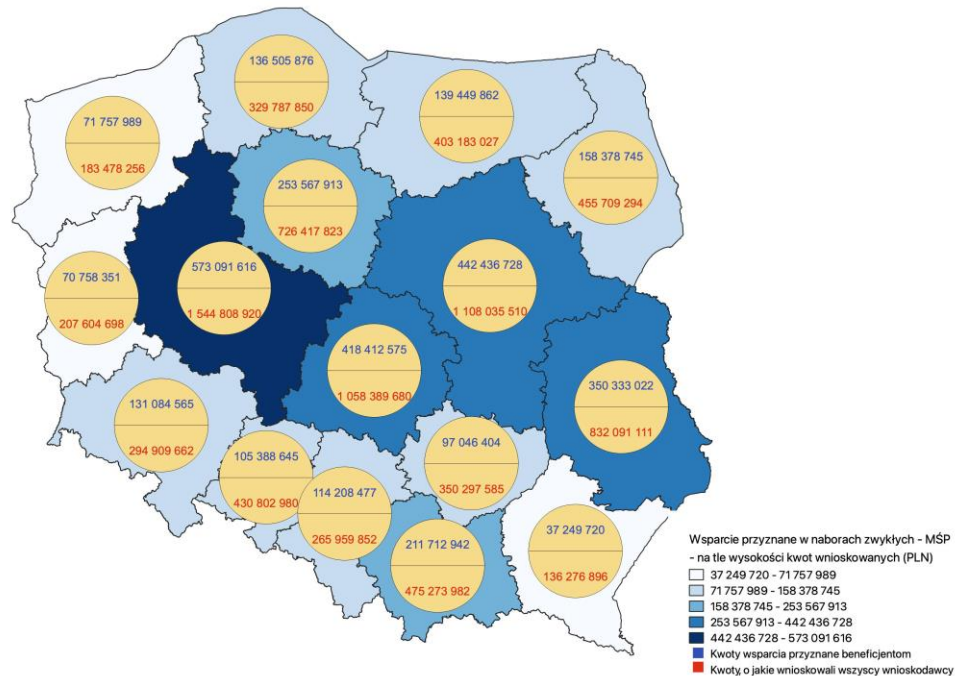 136 505 876
329 787 850
139 449 862
403 183 027
71 757 989
183 478 256
158 378 745
455 709 294
253 567 913
726 417 823
573 091 616
1 544 808 920
442 436 728
1 108 035 510
70 758 351
207 604 698
418 412 575
1 058 389 680
350 333 022
832 091 111
131 084 565
294 909 662
97 046 404
350 297 585
105 388 645
430 802 980
114 208 477
265 959 852
211 712 942
475 273 982
37 249 720
136 276 896
Wsparcie przyznane w naborach zwykłych - MŚP
- na tle wysokości kwot wnioskowanych (PLN)
37 249 720 - 71 757 989
71 757 989 - 158 378 745
158 378 745 - 253 567 913
253 567 913 - 442 436 728
442 436 728 - 573 091 616
Kwoty wsparcia przyznane beneficjentom
Kwoty, o jakie wnioskowali wszyscy wnioskodawcy